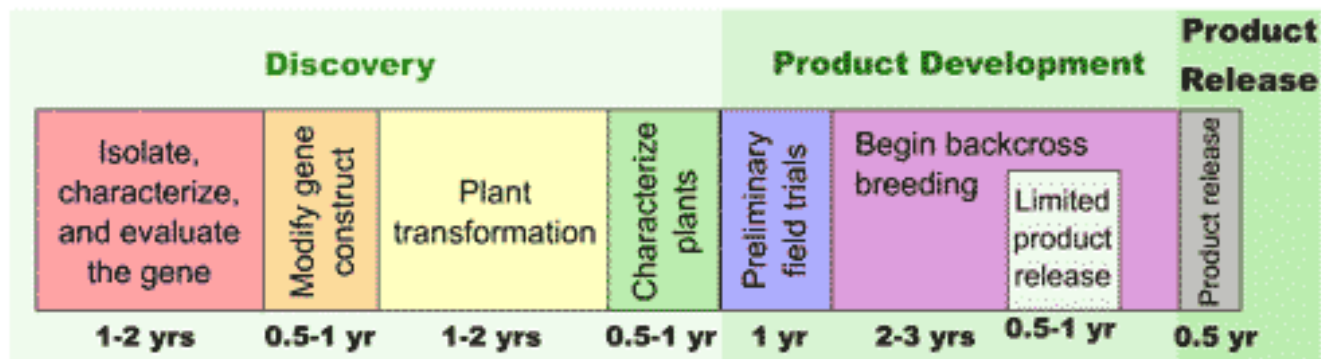 Discovery
Product Development
Product
Release
Isolate,
characterize,
and evaluate
the gene
Modify gene
construct
Plant
transformation
Characterize
plants
Preliminary
field trials
Begin backcross
breeding
Limited
product
release
Product release
1-2 yrs
0.5-1 yr
1-2 yrs
0.5-1 yr
1 yr
2-3 yrs
0.5-1 yr
0.5 yr